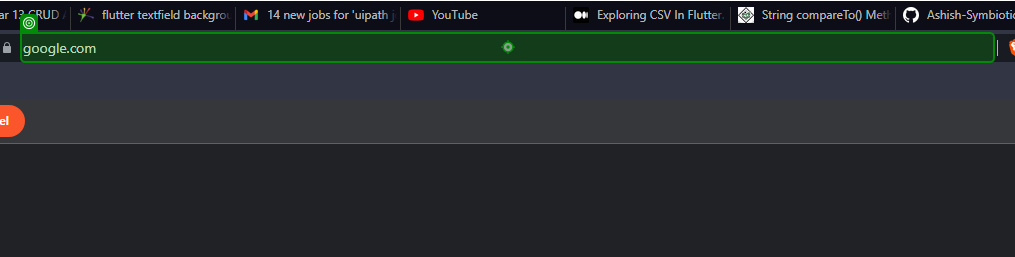 ar 13 CRUD
flutter textfield backgrou
14 new jobs for 'uipath
YouTube
Exploring CSV In Flutter.
String compareTo() Met
Ashish-Symbiotic
google.com
el